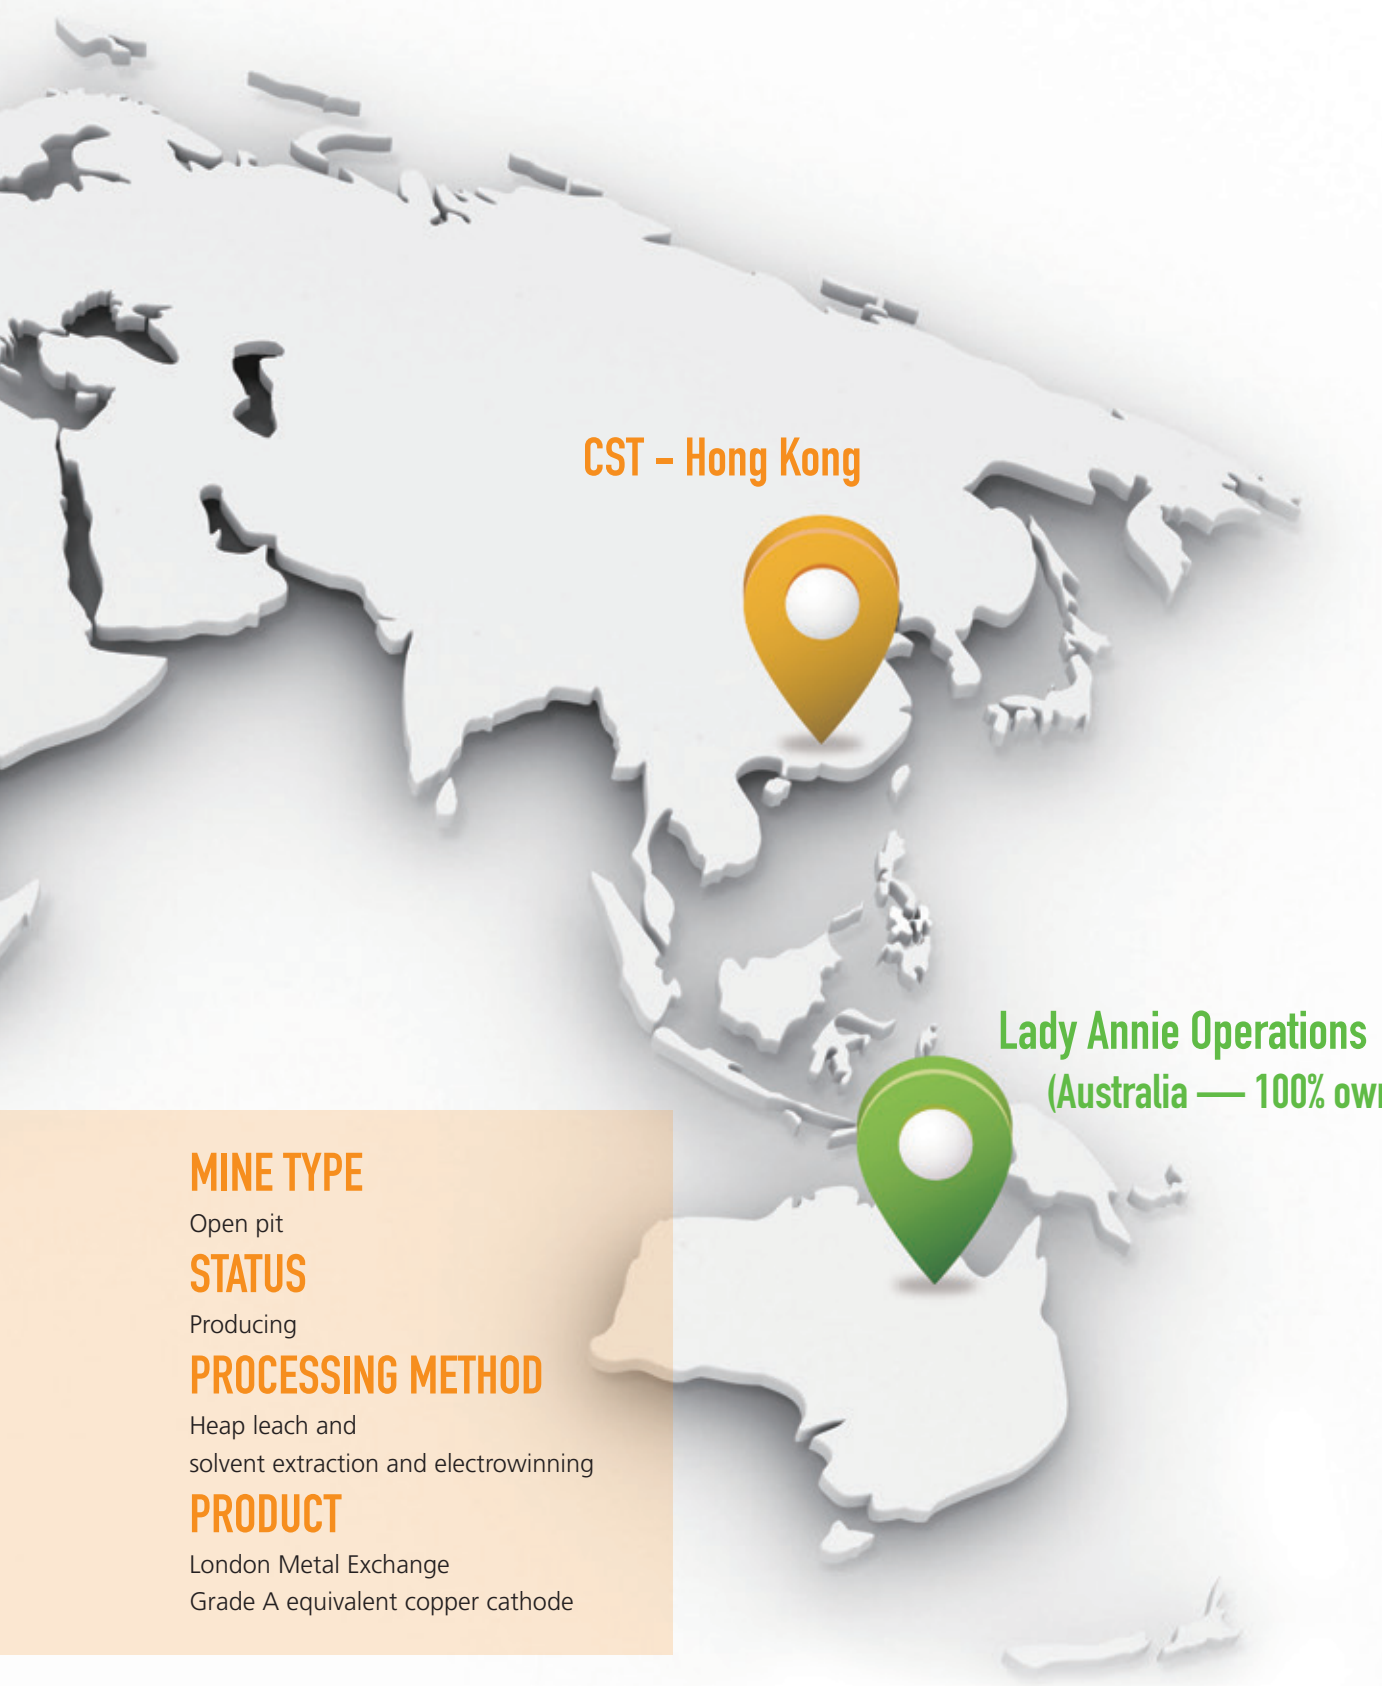 CST – Hong Kong
Lady Annie Operations
(Australia — 100%
MINE TYPE
Open pit
STATUS
Producing
PROCESSING METHOD
Heap leach and
solvent extraction and electrowinning
PRODUCT
London Metal Exchange
Grade A equivalent copper cathode